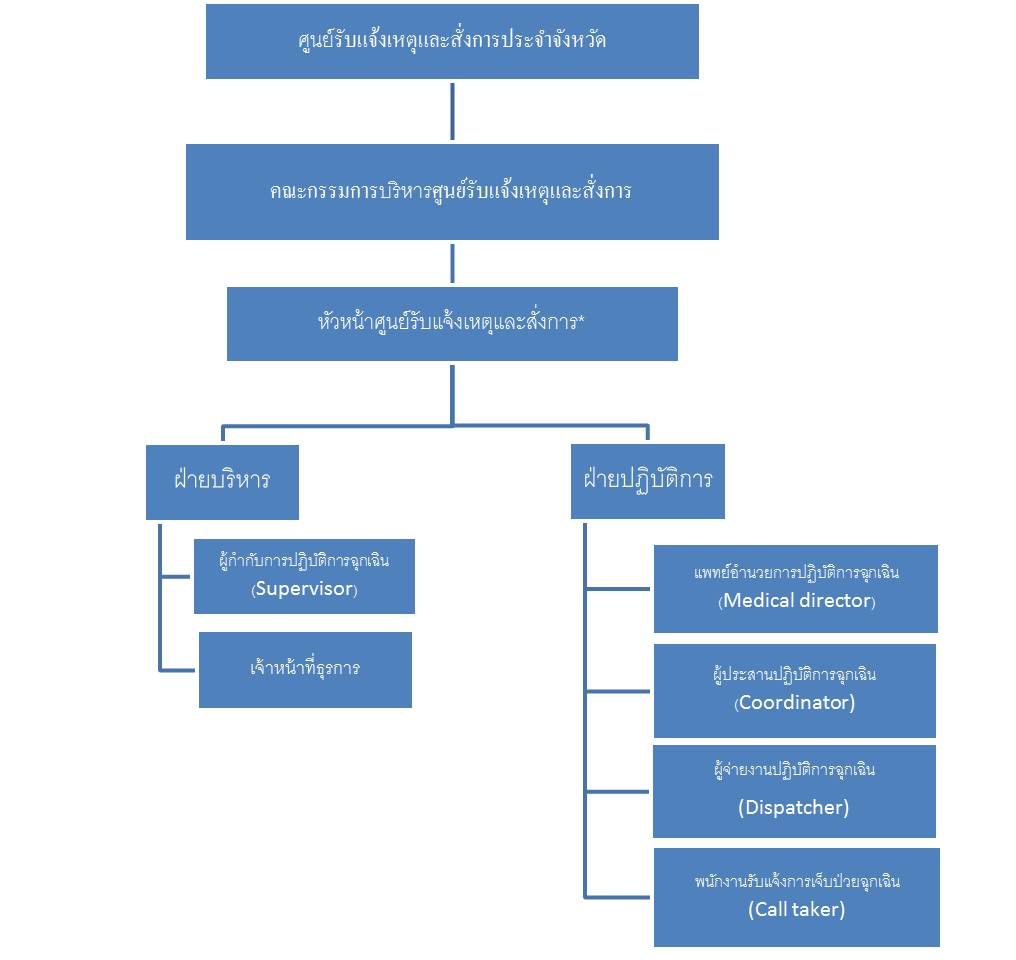 ศูนย์รับแจ้งเหตุและสั่งการประจำจังหวัด
คณะกรรมการบริหารศูนย์รับแจ้งเหตุและสั่งการ
หัวหน้าศูนย์รับแจ้งเหตุและสั่งการ*
ฝ่ายบริหาร
ผู้กำกับการปฏิบัติการฉุกเฉิน
(Supervisor)
เจ้าหน้าที่ธุรการ
ฝ่ายปฏิบัติการ
แพทย์อำนวยการปฏิบัติการฉุกเฉิน
(Medical director)
ผู้ประสานปฏิบัติการฉุกเฉิน
(Coordinator)
ผู้จ่ายงานปฏิบัติการฉุกเฉิน
(Dispatcher)
พนักงานรับแจ้งการเจ็บป่วยฉุกเฉิน
(Call taker)